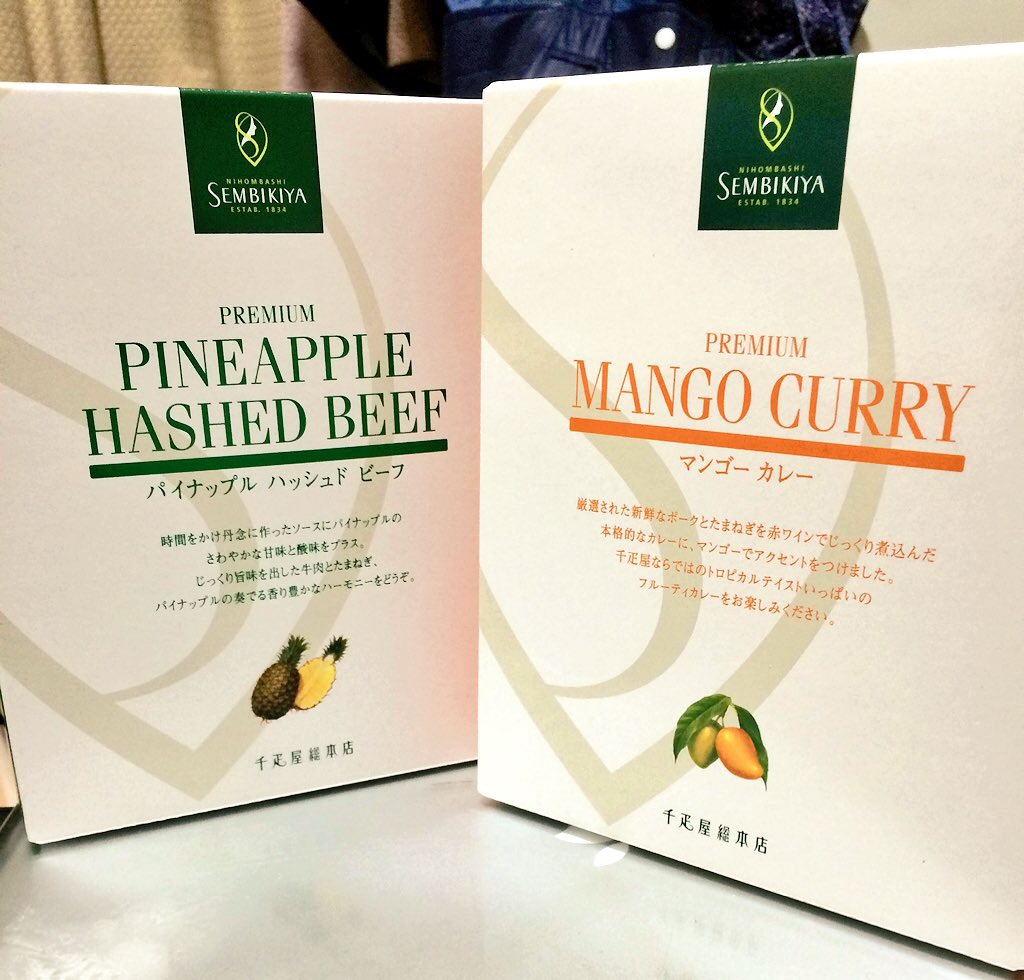 NIHOMBASHI
SEMBIKIYA
ESTAB. 1834
PREMIUM
PINEAPPLE
HASHED BEEF
パイナップル ハッシュド ビーフ
時間をかけ丹念に作ったソースにパイナップルの
さわやかな甘味と酸味をプラス。
じっくり旨味を出した牛肉とたまねぎ、
パイナップルの奏でる香り豊かなハーモニーをどうぞ。
千疋屋総本店
NIHOMBASHI
SEMBIKIYA
ESTAB. 1834
PREMIUM
MANGO CURRY
マンゴー カレー
厳選された新鮮なポークとたまねぎを赤ワインでじっくり煮込んだ
本格的なカレーに、マンゴーでアクセントをつけました。
千疋屋ならではのトロピカルテイストいっぱいの
フルーティカレーをお楽しみください。
千疋屋総本店